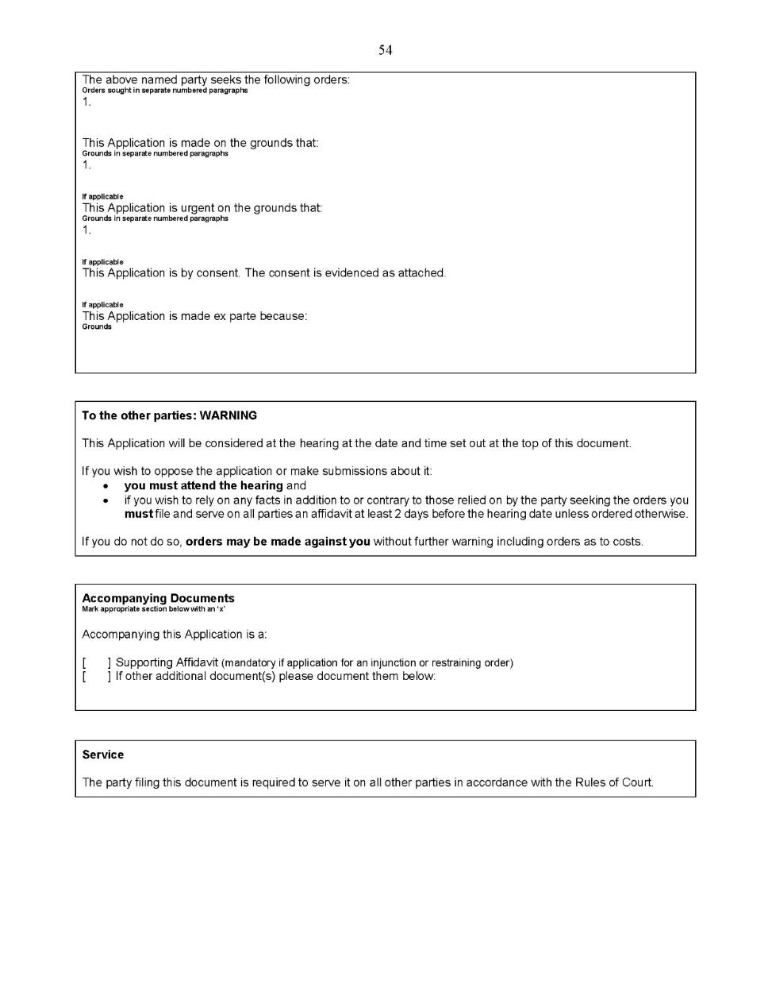 54
The above named party seeks the following orders:
Orders sought in separate numbered paragraphs
1.
This Application is made on the grounds that:
Grounds in separate numbered paragraphs
1.
If applicable
This Application is urgent on the grounds that:
Grounds in separate numbered paragraphs
1.
If applicable
This Application is by consent. The consent is evidenced as attached.
If applicable
This Application is made ex parte because:
Grounds
To the other parties: WARNING
This Application will be considered at the hearing at the date and time set out at the top of this document.
If you wish to oppose the application or make submissions about it:
• you must attend the hearing and
• if you wish to rely on any facts in addition to or contrary to those relied on by the party seeking the orders you
must file and serve on all parties an affidavit at least 2 days before the hearing date unless ordered otherwise.
If you do not do so, orders may be made against you without further warning including orders as to costs.
Accompanying Documents
Mark appropriate section below with an ‘x’
Accompanying this Application is a:
[ ] Supporting Affidavit (mandatory if application for an injunction or restraining order)
[ ] If other additional document(s) please document them below:
Service
The party filing this document is required to serve it on all other parties in accordance with the Rules of Court.